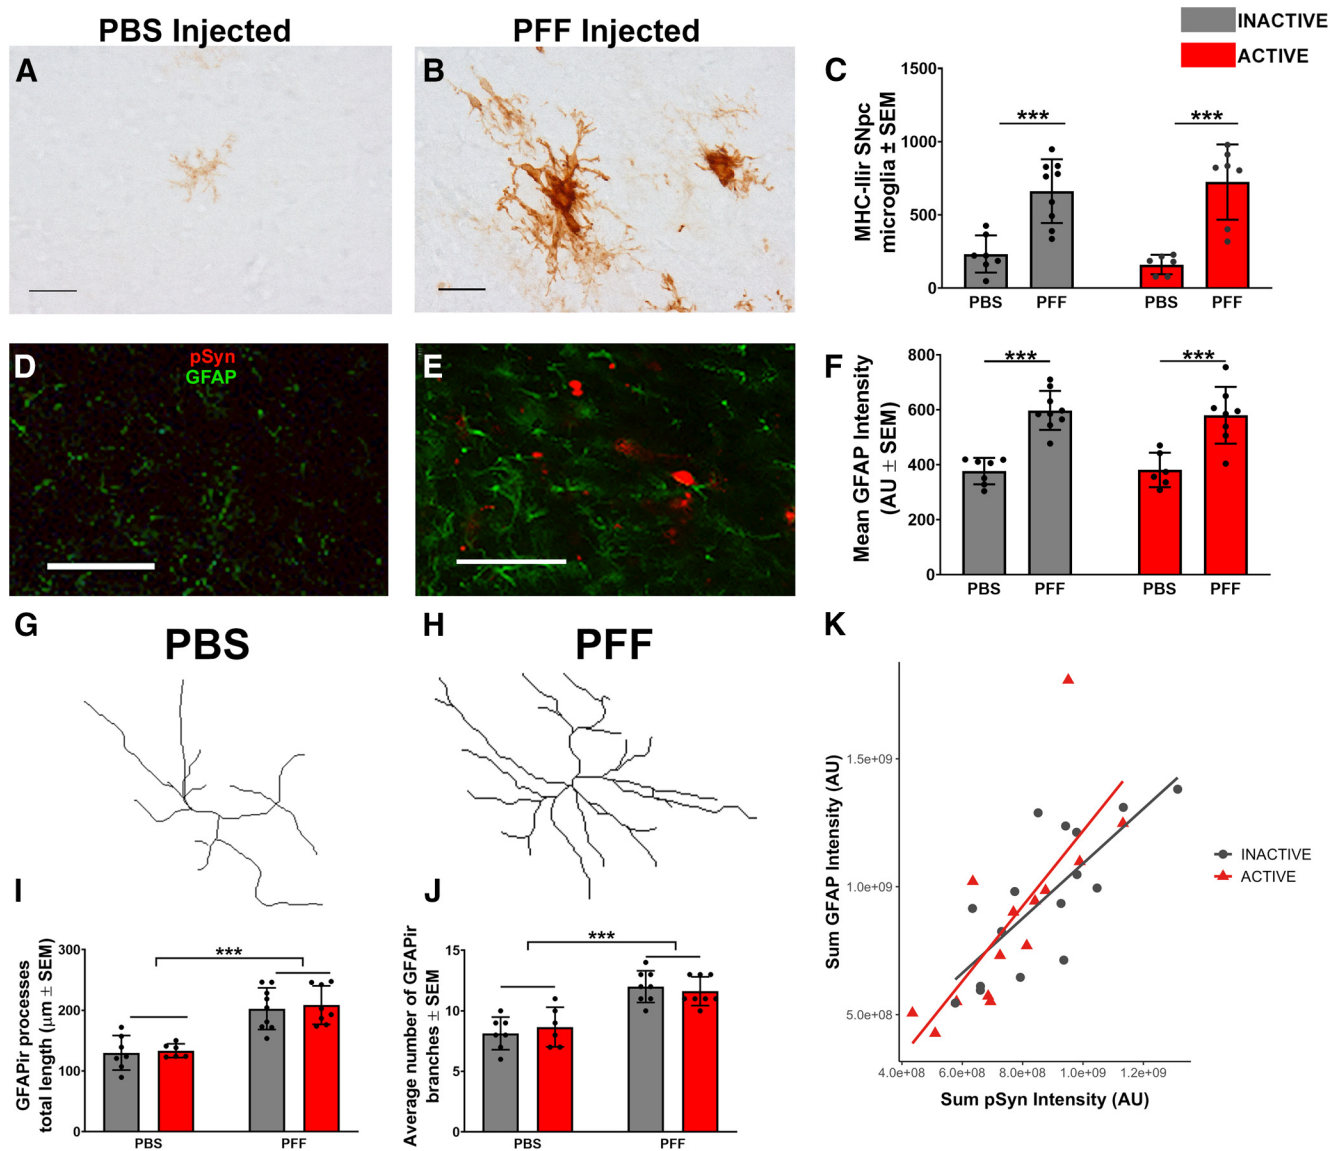 PBS Injected
PFF Injected
INACTIVE
ACTIVE
A
B
C
MHC-IIir SNpc
microglia ± SEM
1500
1000
500
0
***
***
PBS
PFF
PBS
PFF
D
pSyn
GFAP
E
F
Mean GFAP Intensity
(AU ± SEM)
800
600
400
200
0
***
***
PBS
PFF
PBS
PFF
G
PBS
H
PFF
I
GFAPir processes
total length (μm ± SEM)
300
200
100
0
***
PBS
PFF
J
Average number of GFAPir
branches ± SEM
15
10
5
0
***
PBS
PFF
K
Sum GFAP Intensity (AU)
1.5e+09
1.0e+09
5.0e+08
4.0e+08
6.0e+08
8.0e+08
1.0e+09
1.2e+09
Sum pSyn Intensity (AU)
INACTIVE
ACTIVE